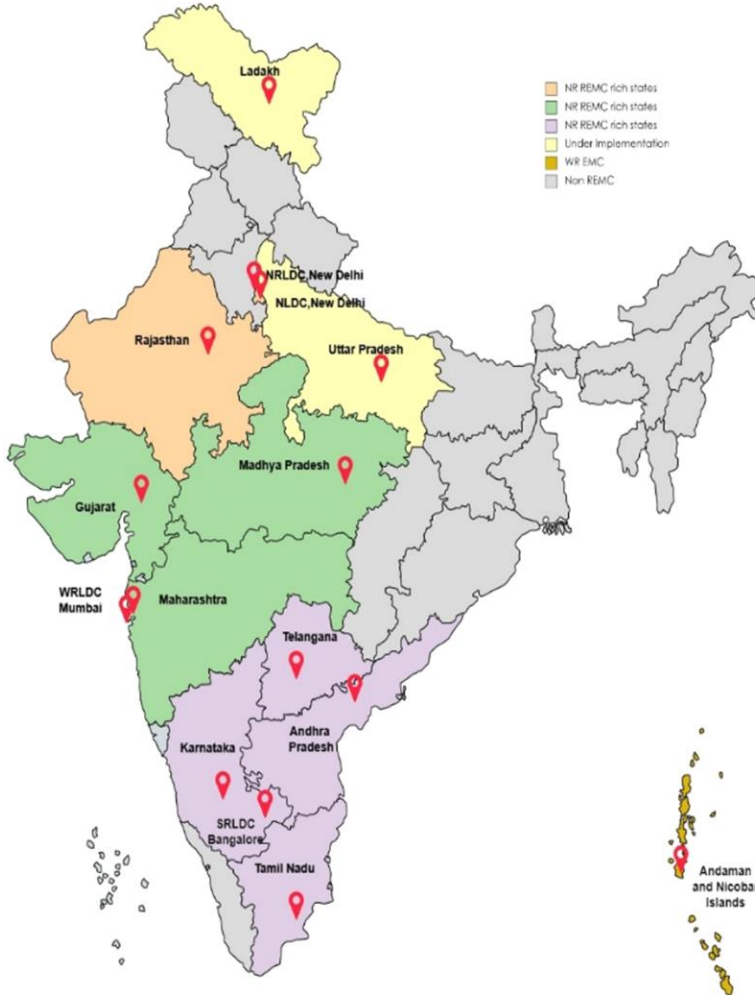 Ladakh
NR REMC rich states
NR REMC rich states
NR REMC rich states
Under Implementation
WR EMC
Non REMC
NRLDC,New Delhi
NLDC,New Delhi
Rajasthan
Uttar Pradesh
Madhya Pradesh
Gujarat
WRLDC
Mumbai
Maharashtra
Telangana
Andhra
Pradesh
Karnataka
SRLDC
Bangalore
Tamil Nadu
Andaman
and Nicobar
Islands